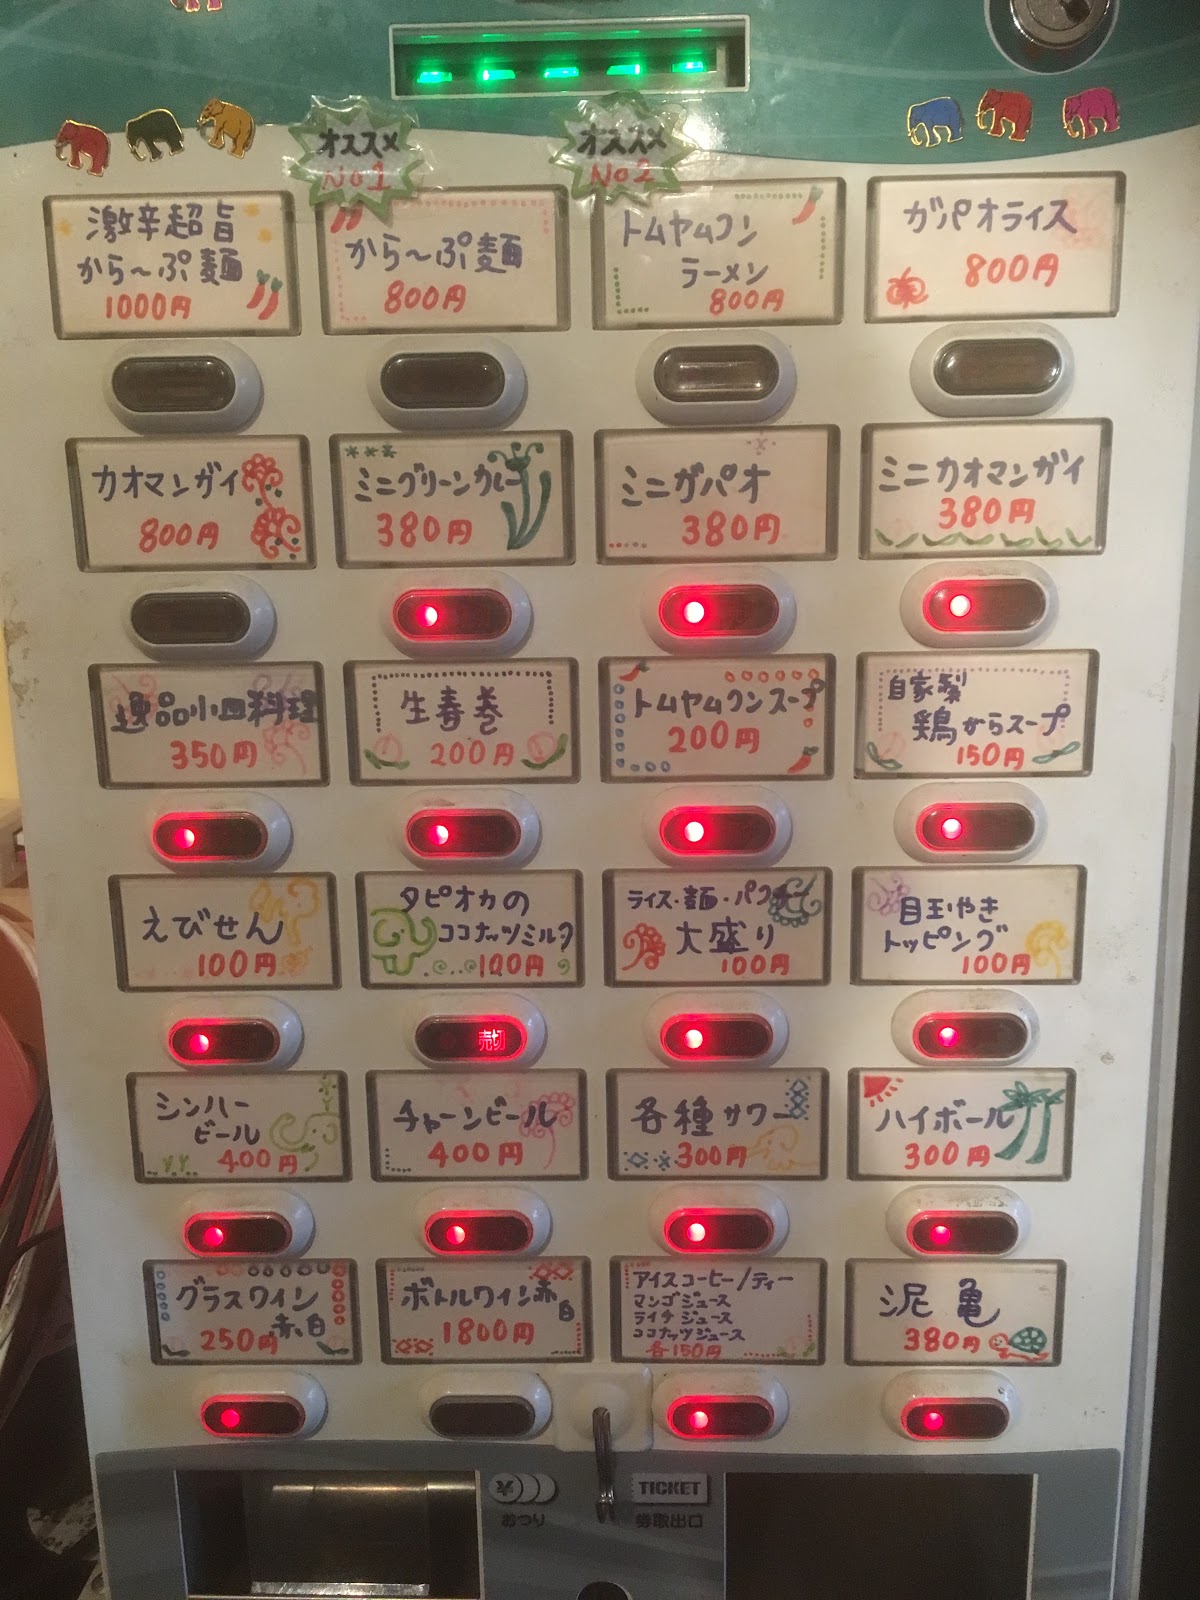 オススメ
No1
オススメ
No2
激辛超旨
から〜ぷ麺
1000円
から〜ぷ麺
800円
トムヤムクン
ラーメン
800円
ガパオライス
800円
カオマンガイ
800円
ミニグリーンカレー
380円
ミニガパオ
380円
ミニカオマンガイ
380円
逸品小皿料理
350円
生春巻
200円
トムヤムクンスープ
200円
自家製
鶏がらスープ
150円
えびせん
100円
タピオカの
ココナッツミルク
100円
ライス・麺・パクチー
大盛り
100円
目玉やき
トッピング
100円
売切
シンハー
ビール
400円
チャーンビール
400円
各種サワー
300円
ハイボール
300円
グラスワイン
赤.白
250円
ボトルワイン赤
白
1800円
アイスコーヒー/ティー
マンゴジュース
ライチジュース
ココナッツジュース
各150円
泥亀
380円
¥
おつり
TICKET
券取出口